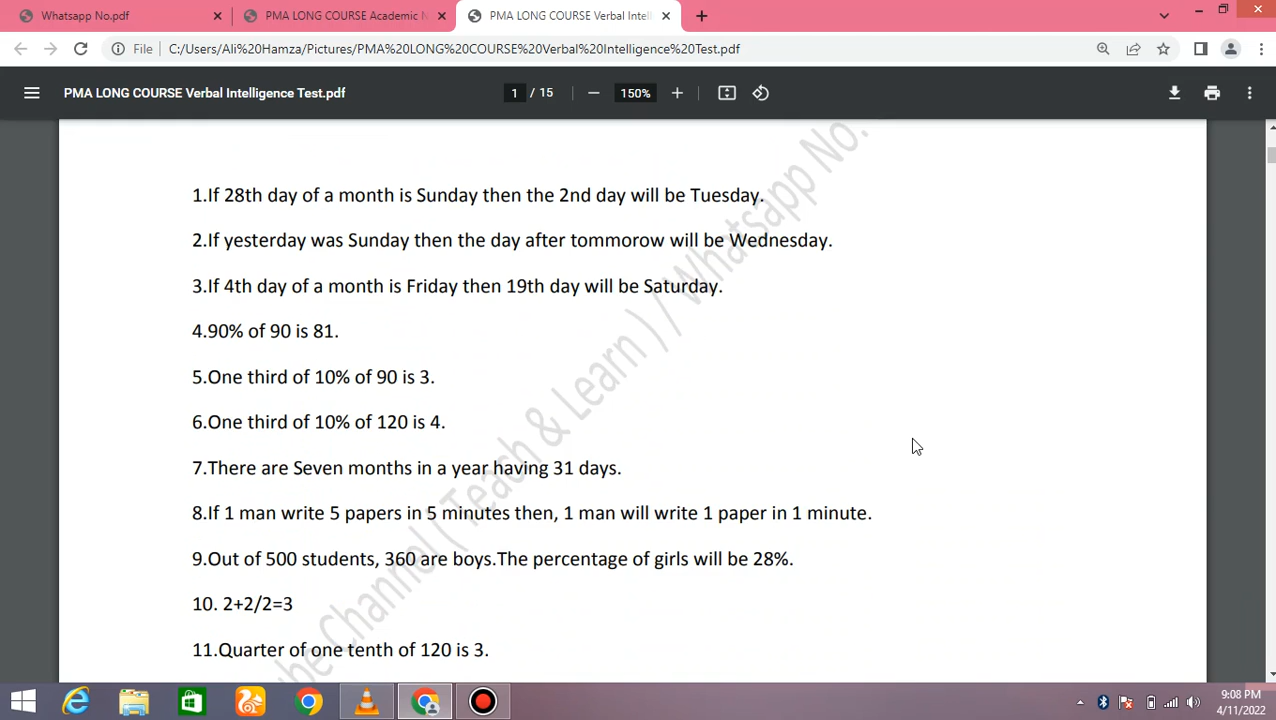 Whatsapp No.pdf
PMA LONG COURSE Academic N
PMA LONG COURSE Verbal Intelli
File
C:/Users/Ali%20Hamza/Pictures/PMA%20LONG%20COURSE%20Verbal%20Intelligence%20Test.pdf
PMA LONG COURSE Verbal Intelligence Test.pdf
1 / 15
150%
1.If 28th day of a month is Sunday then the 2nd day will be Tuesday.
2.If yesterday was Sunday then the day after tommorow will be Wednesday.
3.If 4th day of a month is Friday then 19th day will be Saturday.
4.90% of 90 is 81.
5.One third of 10% of 90 is 3.
6.One third of 10% of 120 is 4.
7.There are Seven months in a year having 31 days.
8.If 1 man write 5 papers in 5 minutes then, 1 man will write 1 paper in 1 minute.
9.Out of 500 students, 360 are boys.The percentage of girls will be 28%.
10. 2+2/2=3
11.Quarter of one tenth of 120 is 3.
be Channel ( Teach & Learn ) / Whatsapp No.
9:08 PM
4/11/2022